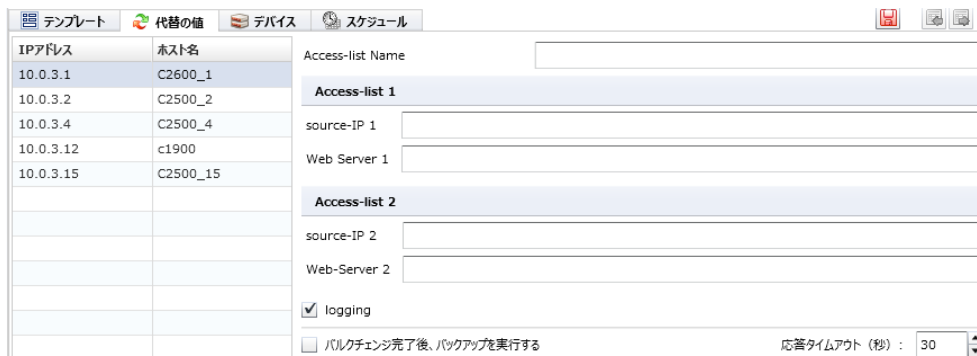 テンプレート 代替の値 デバイス スケジュール
IPアドレス ホスト名
10.0.3.1 C2600_1
10.0.3.2 C2500_2
10.0.3.4 C2500_4
10.0.3.12 c1900
10.0.3.15 C2500_15
Access-list Name
Access-list 1
source-IP 1
Web Server 1
Access-list 2
source-IP 2
Web-Server 2
logging
バルクチェンジ完了後、バックアップを実行する 応答タイムアウト（秒）: 30